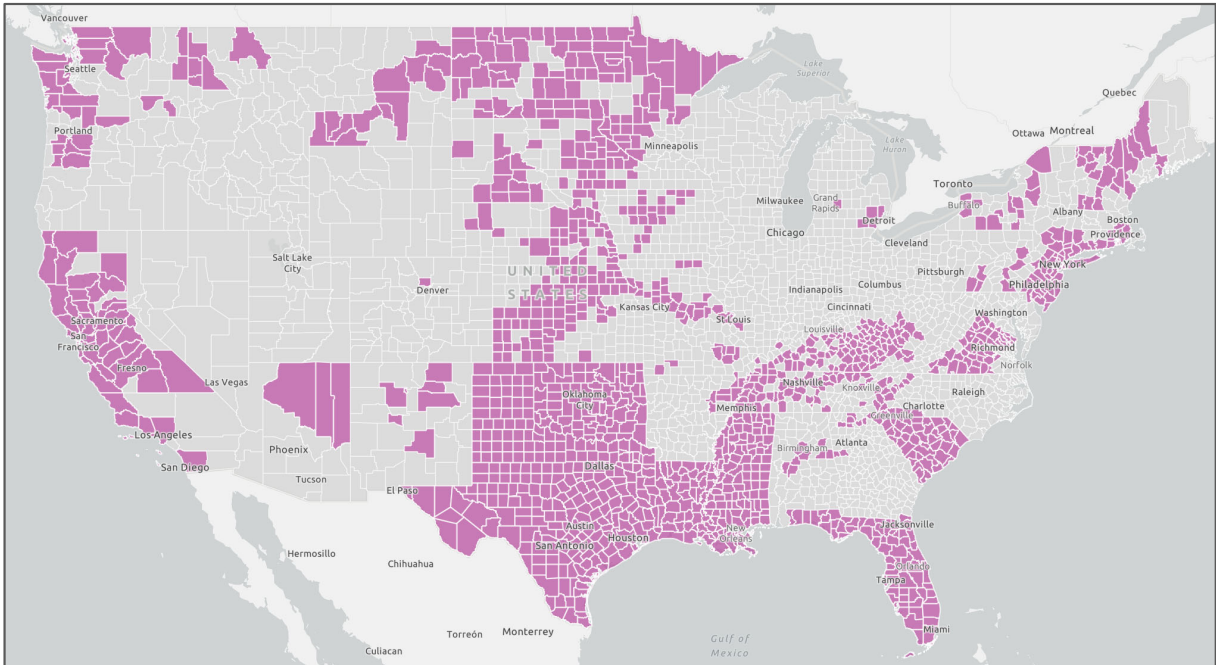 Vancouver
Seattle
Portland
Quebec
Ottawa
Montreal
Lake
Superior
Lake
Huron
Minneapolis
Toronto
Milwaukee
Grand
Rapids
Buffalo
Albany
Detroit
Boston
Providence
Chicago
Cleveland
Salt Lake
City
New York
Pittsburgh
UNITED
STATES
Denver
Indianapolis
Columbus
Philadelphia
Kansas City
Cincinnati
Washington
St Louis
Sacramento
San
Francisco
Louisville
Richmond
Norfolk
Fresno
Las Vegas
Nashville
Knoxville
Raleigh
Oklahoma
City
Memphis
Charlotte
Greenville
Los Angeles
Phoenix
Birmingham
Atlanta
San Diego
Dallas
Tucson
El Paso
Jacksonville
Austin
New
Orleans
San Antonio
Houston
Hermosillo
Chihuahua
Orlando
Tampa
Miami
Torreón
Monterrey
Gulf of
Mexico
Culiacan